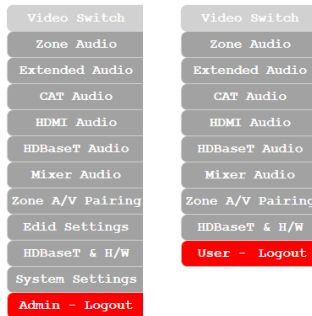 Video Switch
Zone Audio
Extended Audio
CAT Audio
HDMI Audio
HDBaseT Audio
Mixer Audio
Zone A/V Pairing
Edid Settings
HDBaseT & H/W
System Settings
Admin - Logout
Video Switch
Zone Audio
Extended Audio
CAT Audio
HDMI Audio
HDBaseT Audio
Mixer Audio
Zone A/V Pairing
HDBaseT & H/W
User - Logout